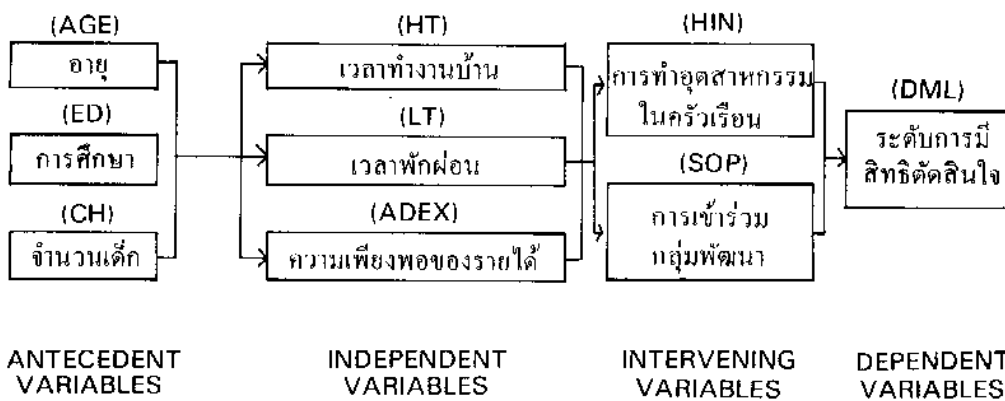 (AGE)
อายุ
(ED)
การศึกษา
(CH)
จำนวนเด็ก
(HT)
เวลาทำงานบ้าน
(LT)
เวลาพักผ่อน
(ADEX)
ความเพียงพอของรายได้
(HIN)
การทำอุตสาหกรรม
ในครัวเรือน
(SOP)
การเข้าร่วม
กลุ่มพัฒนา
(DML)
ระดับการมี
สิทธิตัดสินใจ
ANTECEDENT
VARIABLES
INDEPENDENT
VARIABLES
INTERVENING
VARIABLES
DEPENDENT
VARIABLES